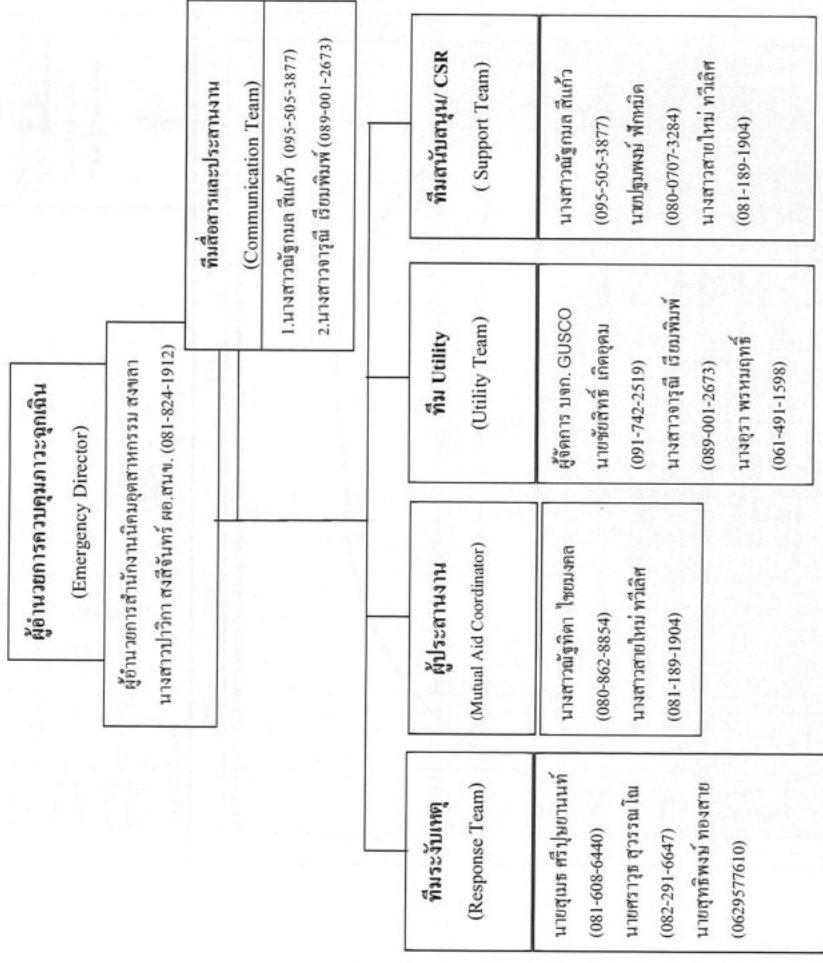 ผู้อำนวยการควบคุมภาวะฉุกเฉิน
(Emergency Director)
ผู้อำนวยการสำนักงานนิคมอุตสาหกรรม สงขลา
นางสาวปาวิกา สงสีจันทร์ ผอ.สนข. (081-824-1912)
ทีมสื่อสารและประสานงาน
(Communication Team)
1.นางสาวณัฐกมล สีแก้ว (095-505-3877)
2.นางสาวจารุณี เรียมพิมพ์ (089-001-2673)
ทีมระงับเหตุ
(Response Team)
นายสุเมธ ศรีปุษยานนท์
(081-608-6440)
นายศราวุธ สุวรรณโณ
(082-291-6647)
นายสุทธิพงษ์ ทองสาย
(0629577610)
ผู้ประสานงาน
(Mutual Aid Coordinator)
นางสาวณัฐทิตา ไชยมงคล
(080-862-8854)
นางสาวสายใหม่ ทวีเลิศ
(081-189-1904)
ทีม Utility
(Utility Team)
ผู้จัดการ บจก. GUSCO
นายชัยสิทธิ์ เกิดอุดม
(091-742-2519)
นางสาวจารุณี เรียมพิมพ์
(089-001-2673)
นางอุรา พรหมฤทธิ์
(061-491-1598)
ทีมสนับสนุน/ CSR
( Support Team)
นางสาวณัฐกมล สีแก้ว
(095-505-3877)
นายปฐมพงษ์ ฟักหมิด
(080-0707-3284)
นางสาวสายใหม่ ทวีเลิศ
(081-189-1904)